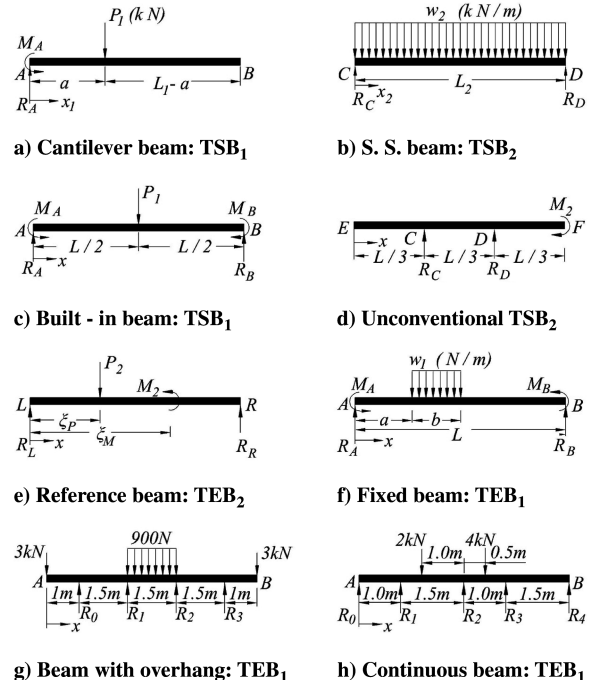 P1 (kN)
MA
A
a
L1- a
B
RA
x1
a) Cantilever beam: TSB1
w2 (kN/m)
C
L2
D
RC
x2
RD
b) S. S. beam: TSB2
P1
MA
MB
A
B
L / 2
L / 2
RA
x
RB
c) Built - in beam: TSB1
M2
E
C
D
F
x
L / 3
L / 3
L / 3
RC
RD
d) Unconventional TSB2
P2
M2
L
R
ξP
ξM
RL
x
RR
e) Reference beam: TEB2
w1 (N/m)
MA
MB
A
B
a
b
L
RA
x
RB
f) Fixed beam: TEB1
3kN
900N
3kN
A
B
1m
1.5m
1.5m
1.5m
1m
R0
R1
R2
R3
x
g) Beam with overhang: TEB1
2kN
4kN
1.0m
0.5m
A
B
1.0m
1.5m
1.0m
1.5m
R0
R1
R2
R3
R4
x
h) Continuous beam: TEB1